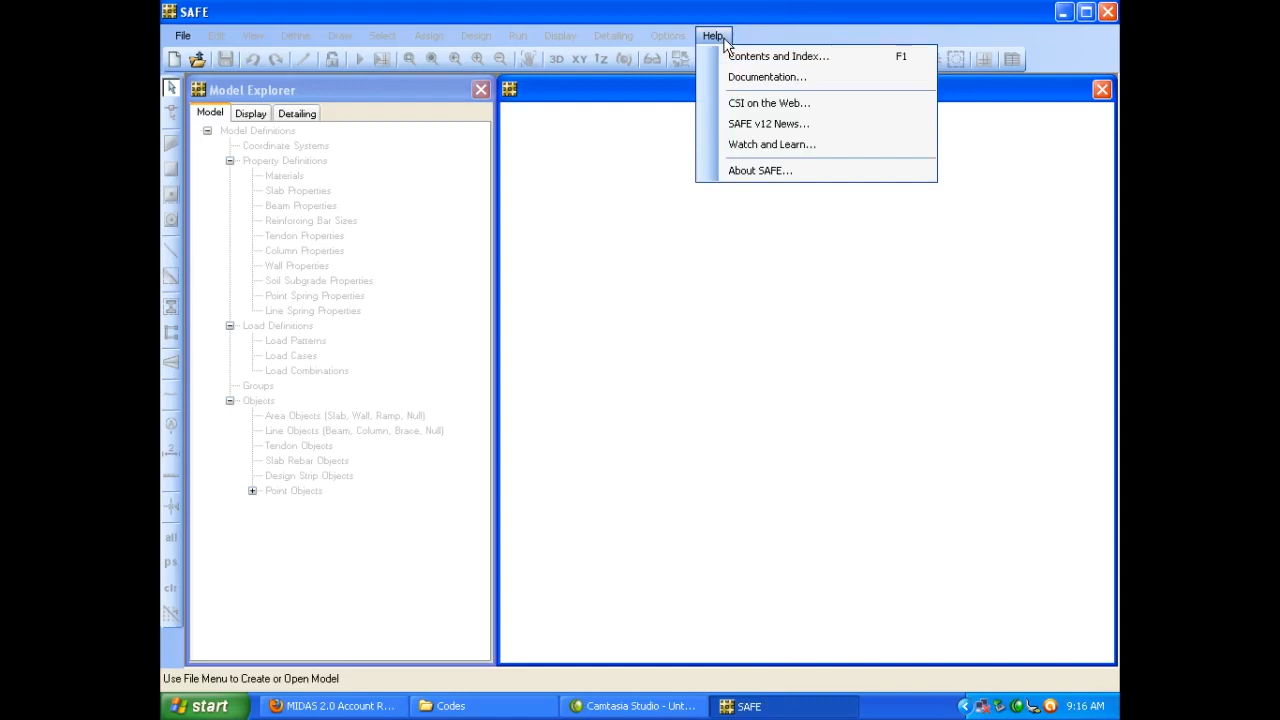 SAFE
File Edit View Define Draw Select Assign Design Run Display Detailing Options Help
3D XY
Contents and Index... F1
Documentation...
CSI on the Web...
SAFE v12 News...
Watch and Learn...
About SAFE...
Model Explorer
Model Display Detailing
Model Definitions
Coordinate Systems
Property Definitions
Materials
Slab Properties
Beam Properties
Reinforcing Bar Sizes
Tendon Properties
Column Properties
Wall Properties
Soil Subgrade Properties
Point Spring Properties
Line Spring Properties
Load Definitions
Load Patterns
Load Cases
Load Combinations
Groups
Objects
Area Objects (Slab, Wall, Ramp, Null)
Line Objects (Beam, Column, Brace, Null)
Tendon Objects
Slab Rebar Objects
Design Strip Objects
Point Objects
all
ps
clr
Use File Menu to Create or Open Model
start
MIDAS 2.0 Account R...
Codes
Camtasia Studio - Unt...
SAFE
9:16 AM